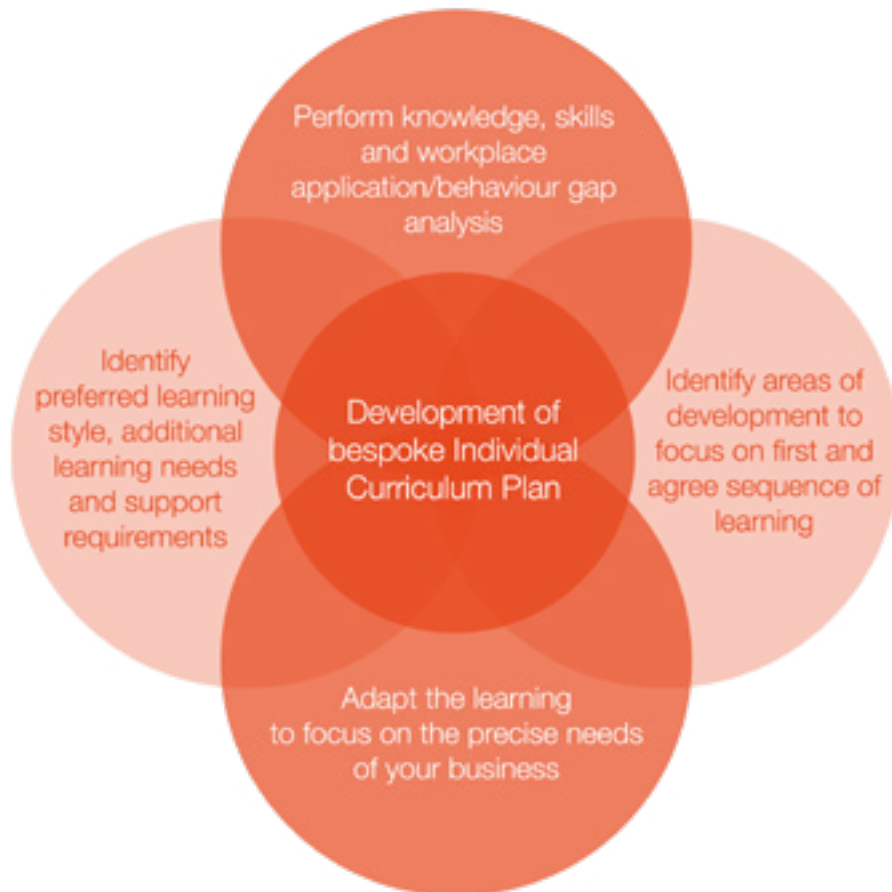 Perform knowledge, skills
and workplace
application/behaviour gap
analysis
Identify
preferred learning
style, additional
learning needs
and support
requirements
Development of
bespoke Individual
Curriculum Plan
Identify areas of
development to
focus on first and
agree sequence of
learning
Adapt the learning
to focus on the precise needs
of your business